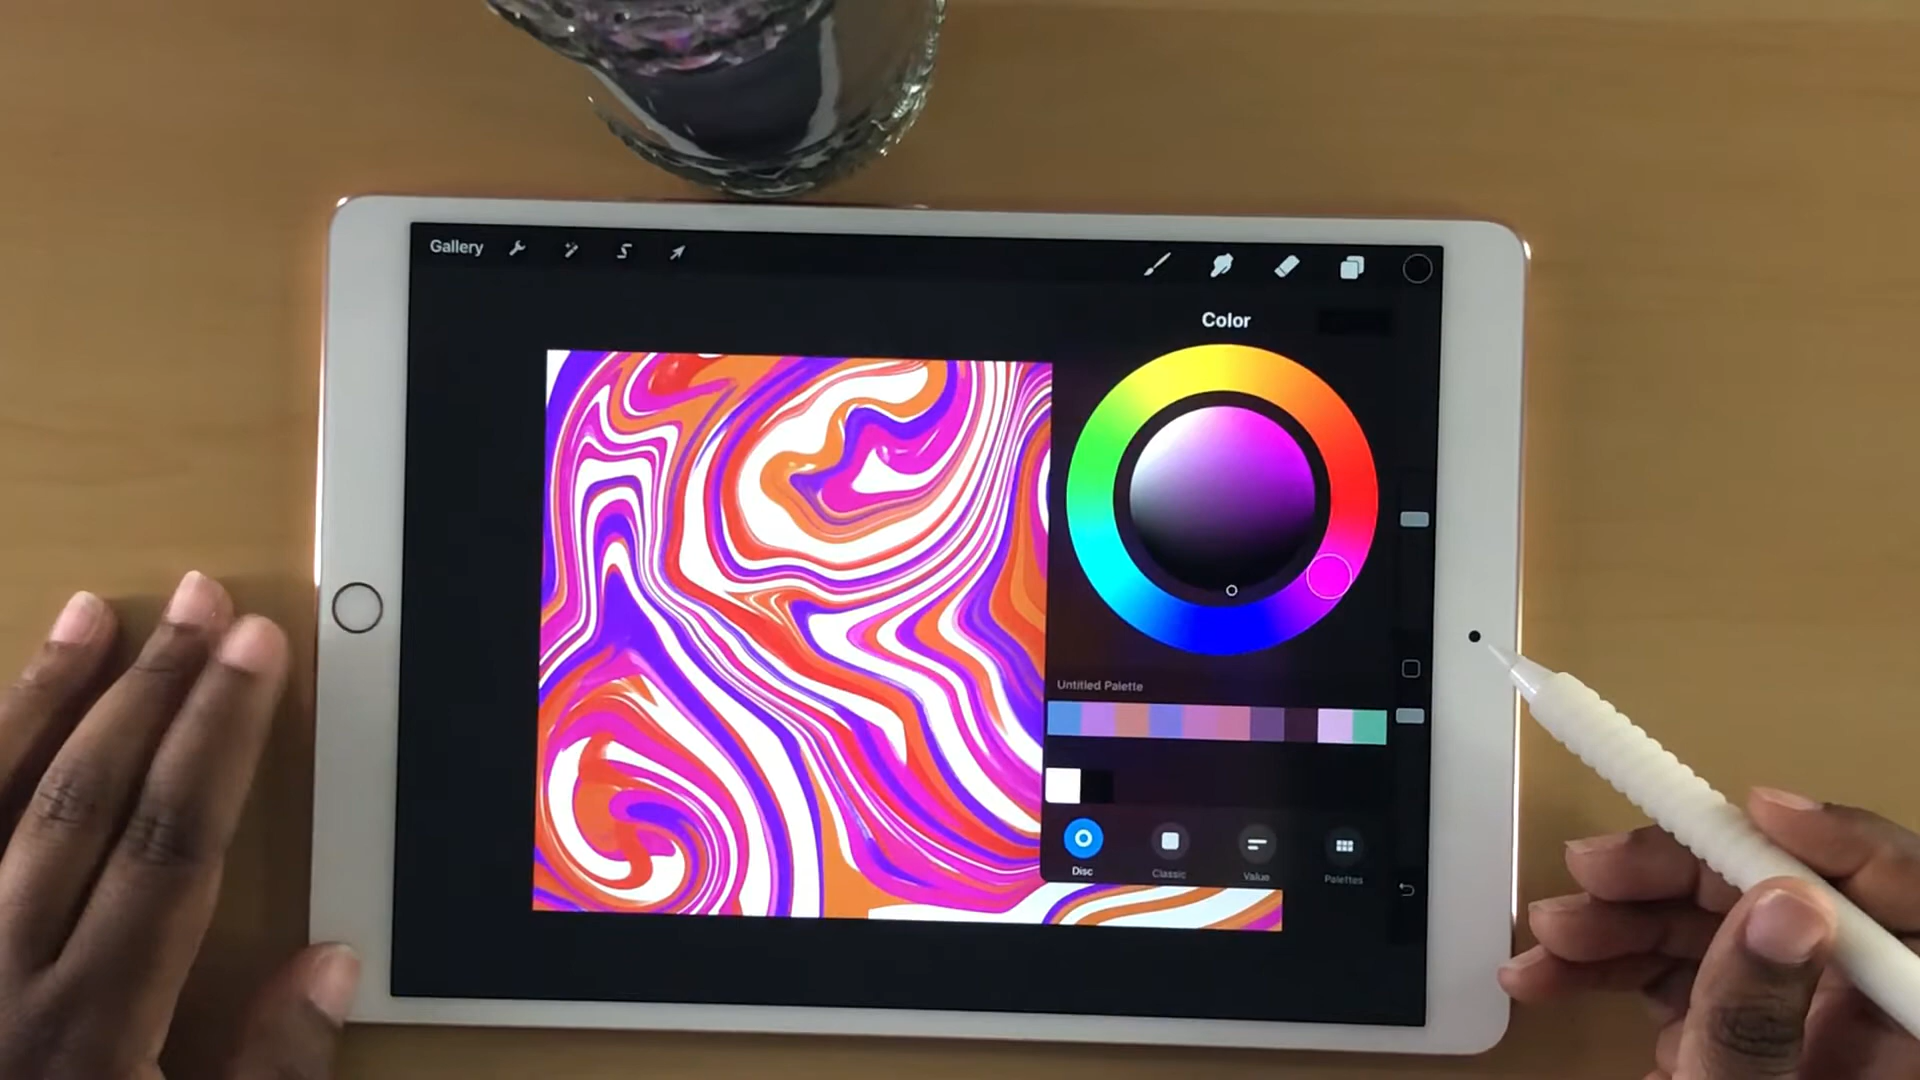 Gallery
Color
Untitled Palette
Disc
Classic
Value
Palettes